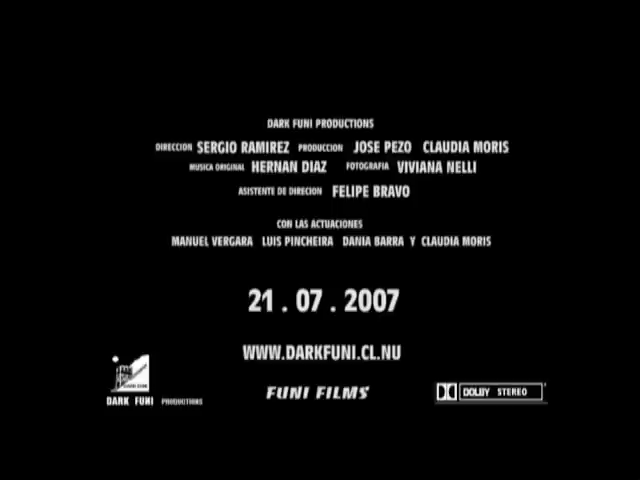 DARK FUNI PRODUCTIONS
DIRECCION SERGIO RAMIREZ PRODUCCION JOSE PEZO CLAUDIA MORIS
MUSICA ORIGINAL HERNAN DIAZ FOTOGRAFIA VIVIANA NELLI
ASISTENTE DE DIRECION FELIPE BRAVO
CON LAS ACTUACIONES
MANUEL VERGARA LUIS PINCHEIRA DANIA BARRA Y CLAUDIA MORIS
21 . 07 . 2007
WWW.DARKFUNI.CL.NU
FUNI FILMS
DARK FUNI PRODUCTIONS
DOLBY STEREO